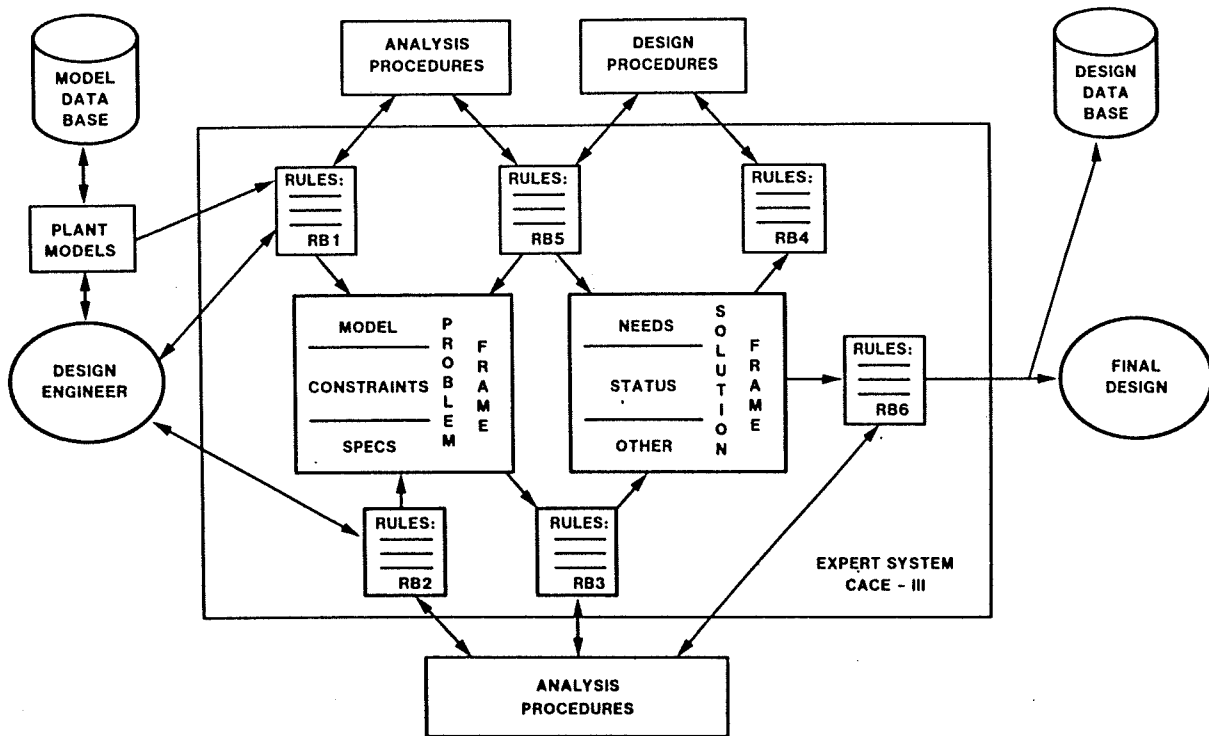 MODEL
DATA
BASE
ANALYSIS
PROCEDURES
DESIGN
PROCEDURES
DESIGN
DATA
BASE
PLANT
MODELS
RULES:
RB1
RULES:
RB5
RULES:
RB4
DESIGN
ENGINEER
MODEL
CONSTRAINTS
SPECS
PROBLEM
FRAME
NEEDS
STATUS
OTHER
SOLUTION
FRAME
RULES:
RB6
FINAL
DESIGN
RULES:
RB2
RULES:
RB3
EXPERT SYSTEM
CACE - III
ANALYSIS
PROCEDURES